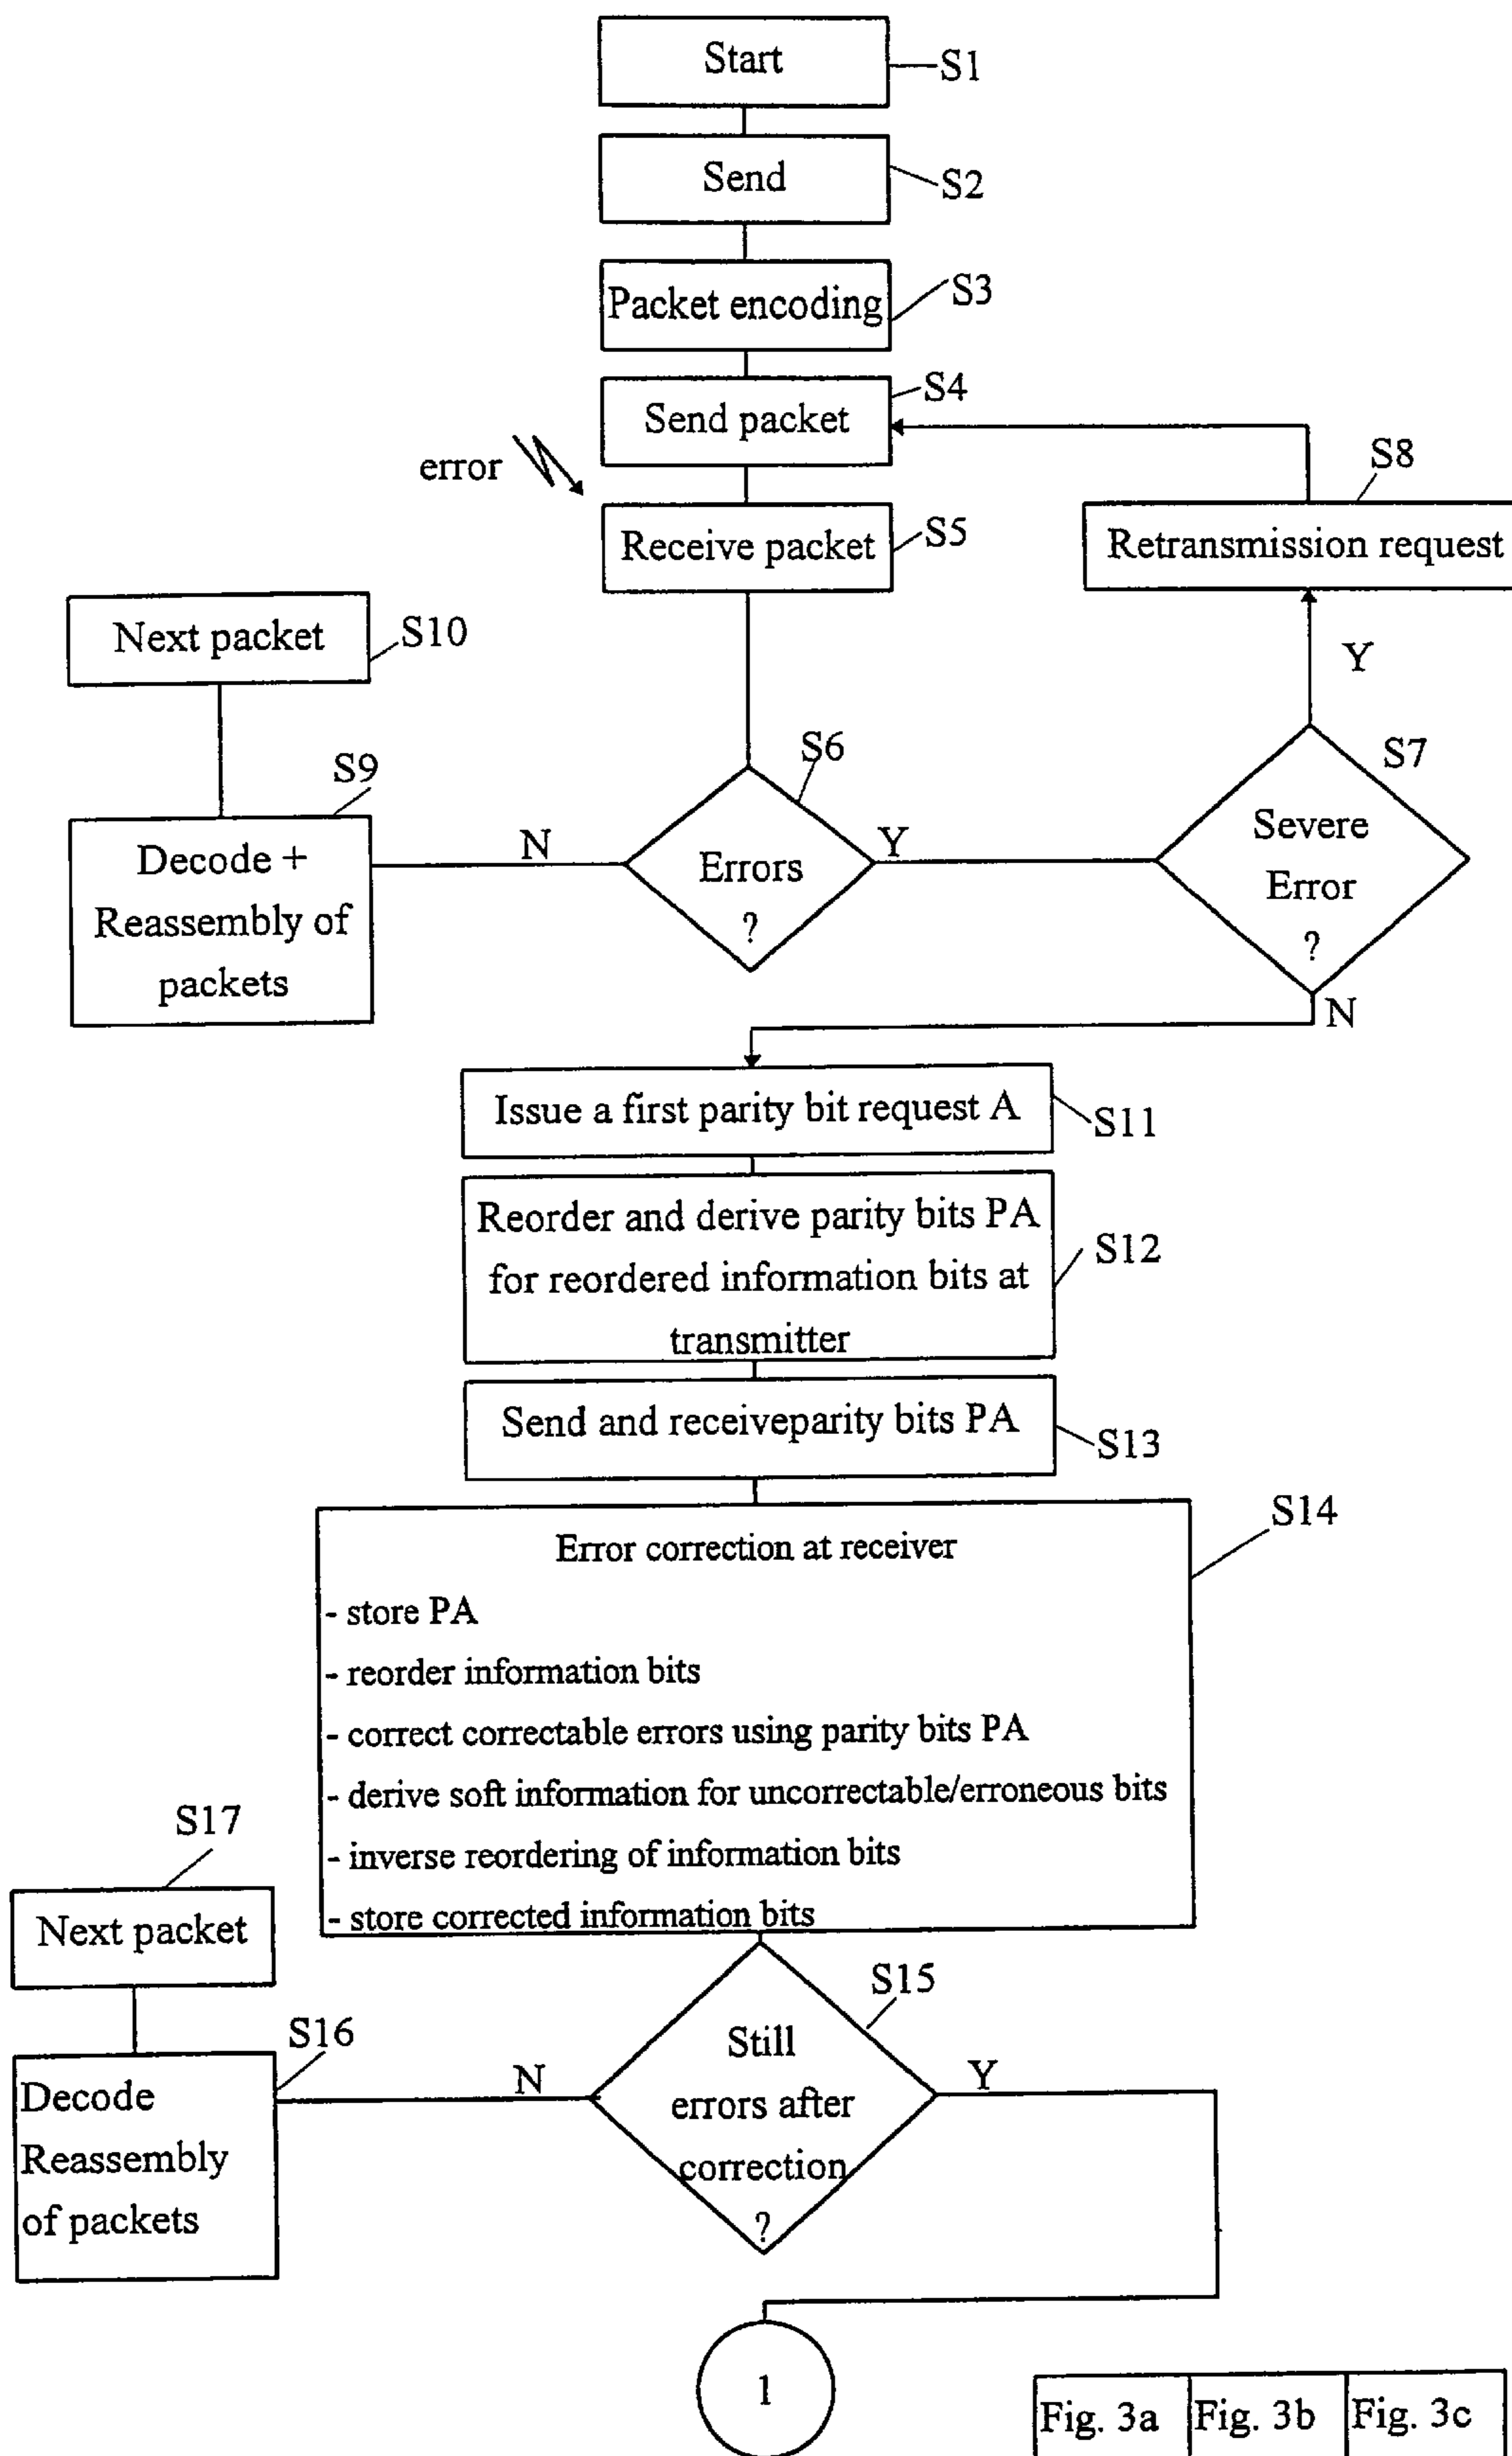 Start
S1
Send
S2
Packet encoding
S3
Send packet
S4
error
S8
Receive packet
S5
Retransmission request
Next packet
S10
Y
S6
S7
S9
N
Y
Decode +
Reassembly of
packets
Errors
?
Severe
Error
?
N
Issue a first parity bit request A
S11
Reorder and derive parity bits PA
for reordered information bits at
transmitter
S12
Send and receiveparity bits PA
S13
S14
Error correction at receiver
- store PA
- reorder information bits
- correct correctable errors using parity bits PA
- derive soft information for uncorrectable/erroneous bits
- inverse reordering of information bits
- store corrected information bits
S17
Next packet
S15
S16
N
Y
Still
errors after
correction
?
Decode
Reassembly
of packets
1
Fig. 3a
Fig. 3b
Fig. 3c